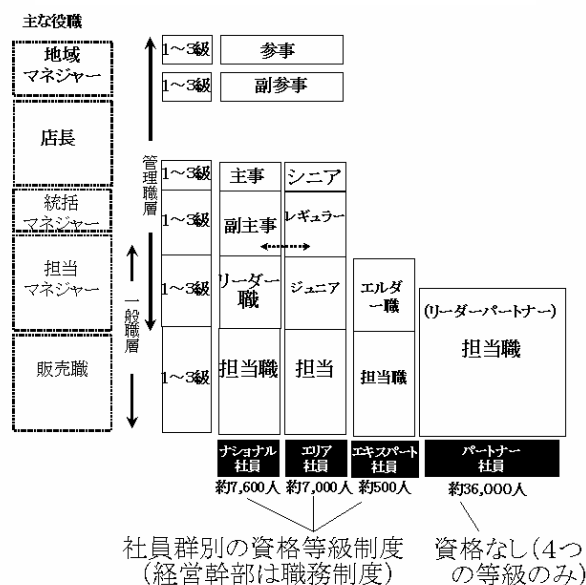 主な役職
地域
マネジャー
店長
統括
マネジャー
担当
マネジャー
販売職
管理職層
一般職層
1〜3級
参事
1〜3級
副参事
1〜3級
主事
シニア
1〜3級
副主事
レギュラー
1〜3級
リーダー
職
ジュニア
エルダ
ー職
(リーダーパートナー)
担当職
1〜3級
担当職
担当
担当職
ナショナル
社員
エリア
社員
エキスパート
社員
パートナー
社員
約7,600人
約7,000人
約500人
約36,000人
社員群別の資格等級制度
(経営幹部は職務制度)
資格なし(4つ
の等級のみ)